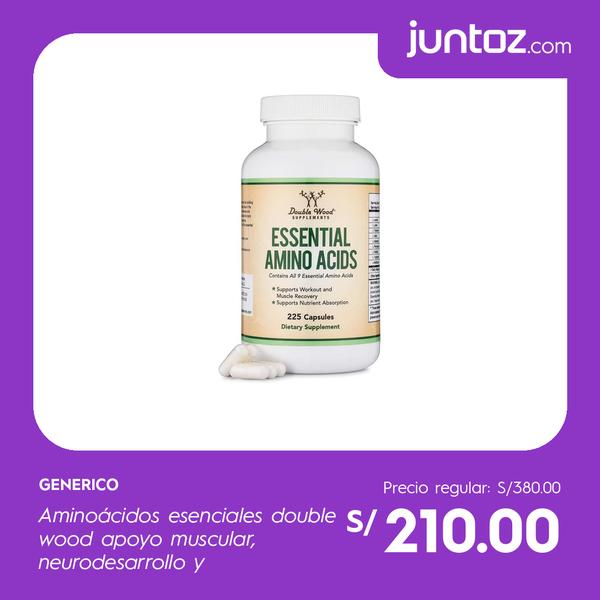 juntoz.com
Double Wood
SUPPLEMENTS
ESSENTIAL
AMINO ACIDS
Contains All 9 Essential Amino Acids
Supports Workout and
Muscle Recovery
Supports Nutrient Absorption
225 Capsules
Dietary Supplement
GENERICO
Aminoácidos esenciales double
wood apoyo muscular,
neurodesarrollo y
Precio regular: S/380.00
S/ 210.00